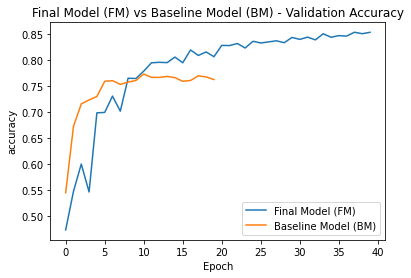 Final Model (FM) vs Baseline Model (BM) - Validation Accuracy
0.85
0.80
0.75
0.70
0.65
0.60
0.55
0.50
accuracy
Final Model (FM)
Baseline Model (BM)
0 5 10 15 20 25 30 35 40
Epoch